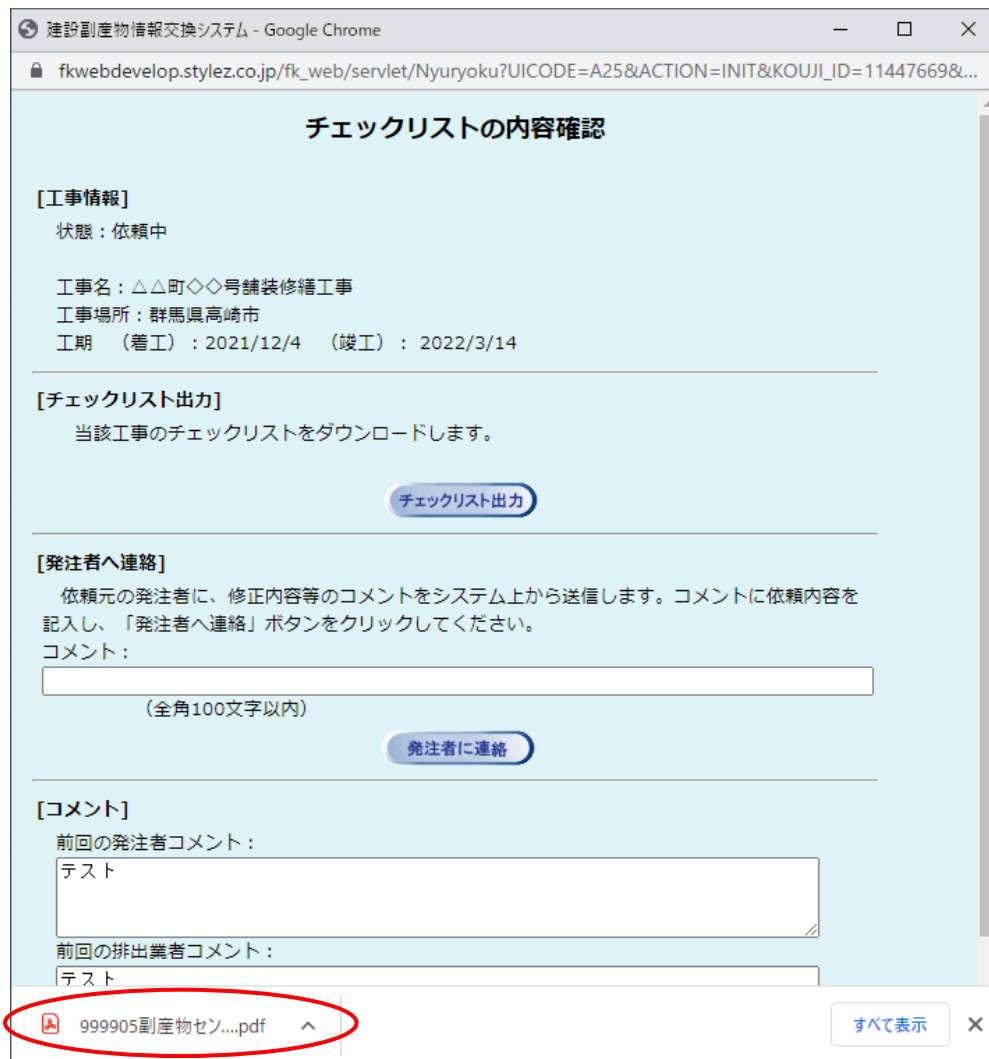 建設副産物情報交換システム - Google Chrome
fkwebdevelop.stylez.co.jp/fk_web/servlet/Nyuryoku?UICODE=A25&ACTION=INIT&KOUJI_ID=11447669&...
チェックリストの内容確認
[工事情報]
状態：依頼中
工事名：△△町◇◇号舗装修繕工事
工事場所：群馬県高崎市
工期　（着工）：2021/12/4　（竣工）：2022/3/14
[チェックリスト出力]
当該工事のチェックリストをダウンロードします。
チェックリスト出力
[発注者へ連絡]
依頼元の発注者に、修正内容等のコメントをシステム上から送信します。コメントに依頼内容を
記入し、「発注者へ連絡」ボタンをクリックしてください。
コメント：
（全角100文字以内）
発注者に連絡
[コメント]
前回の発注者コメント：
テスト
前回の排出業者コメント：
テスト
999905副産物セン....pdf
すべて表示